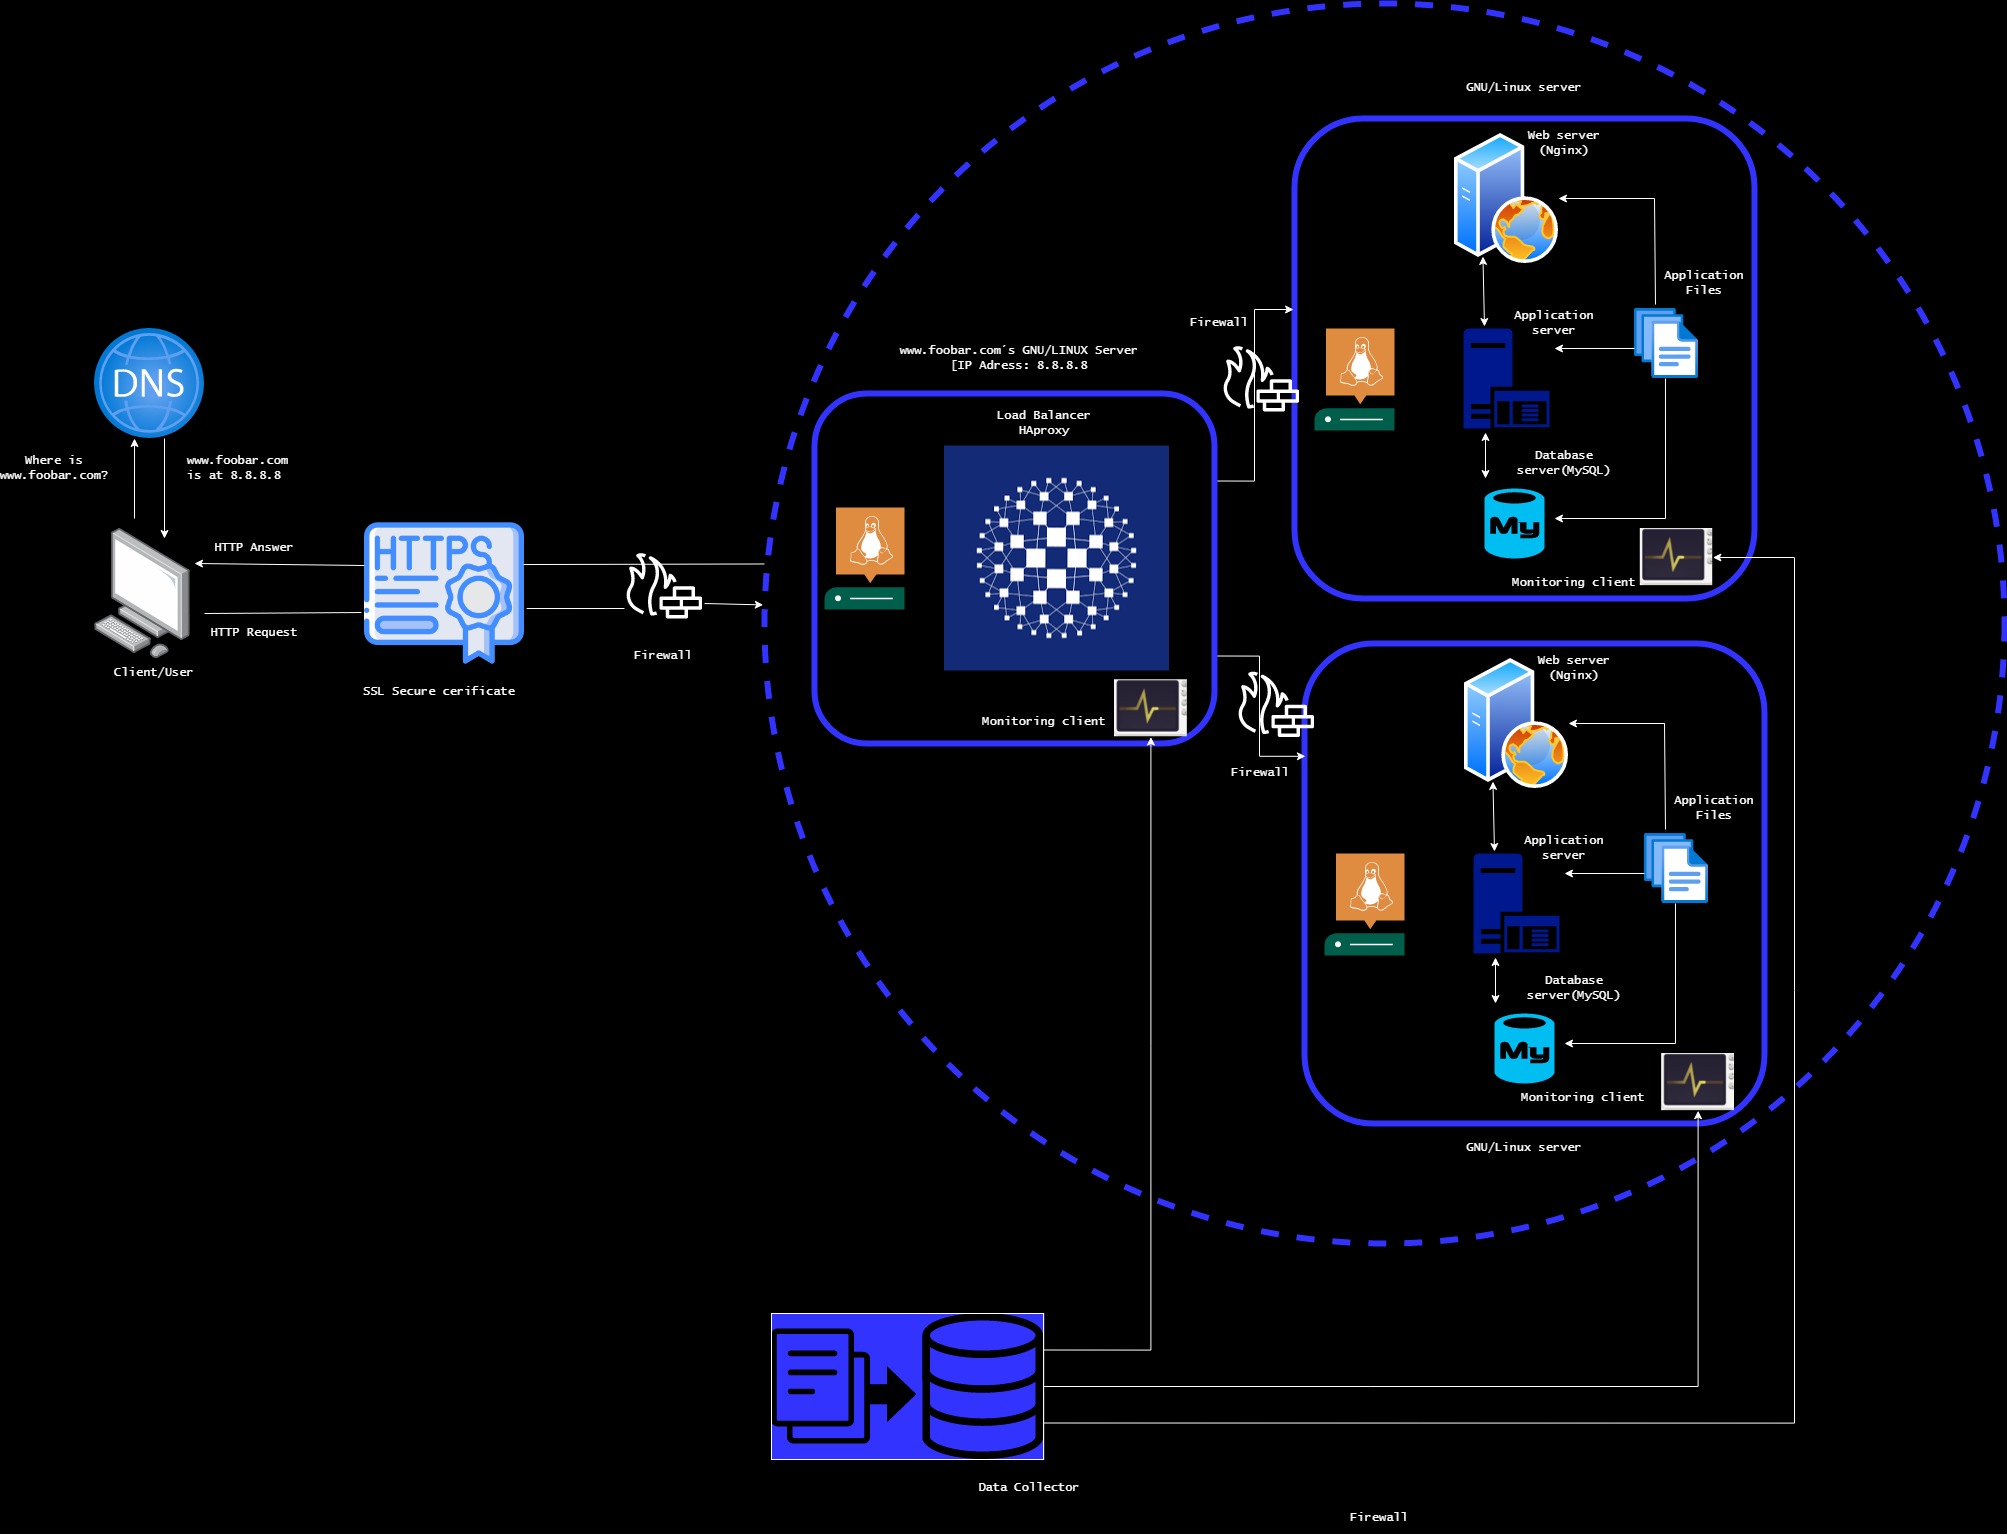 GNU/Linux server
Web server
(Nginx)
Application
Files
Application
server
Firewall
Database
server(MySQL)
My
Monitoring client
www.foobar.com´s GNU/LINUX Server
[IP Adress: 8.8.8.8
Load Balancer
HAproxy
Monitoring client
DNS
Where is
www.foobar.com?
www.foobar.com
is at 8.8.8.8
HTTP Answer
HTTP Request
Client/User
HTTPS
SSL Secure cerificate
Firewall
Firewall
Web server
(Nginx)
Application
Files
Application
server
Database
server(MySQL)
My
Monitoring client
GNU/Linux server
Data Collector
Firewall